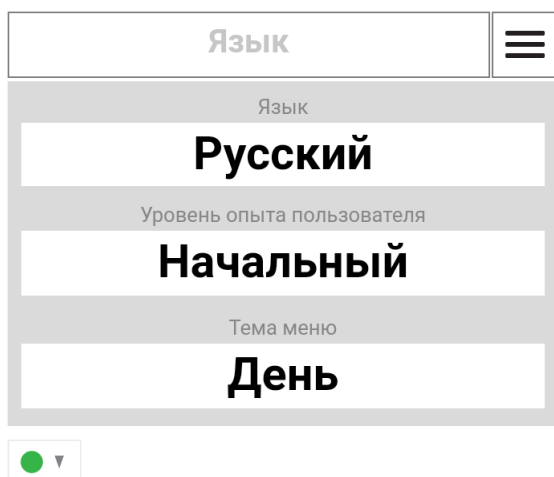 Язык
Язык
Русский
Уровень опыта пользователя
Начальный
Тема меню
День